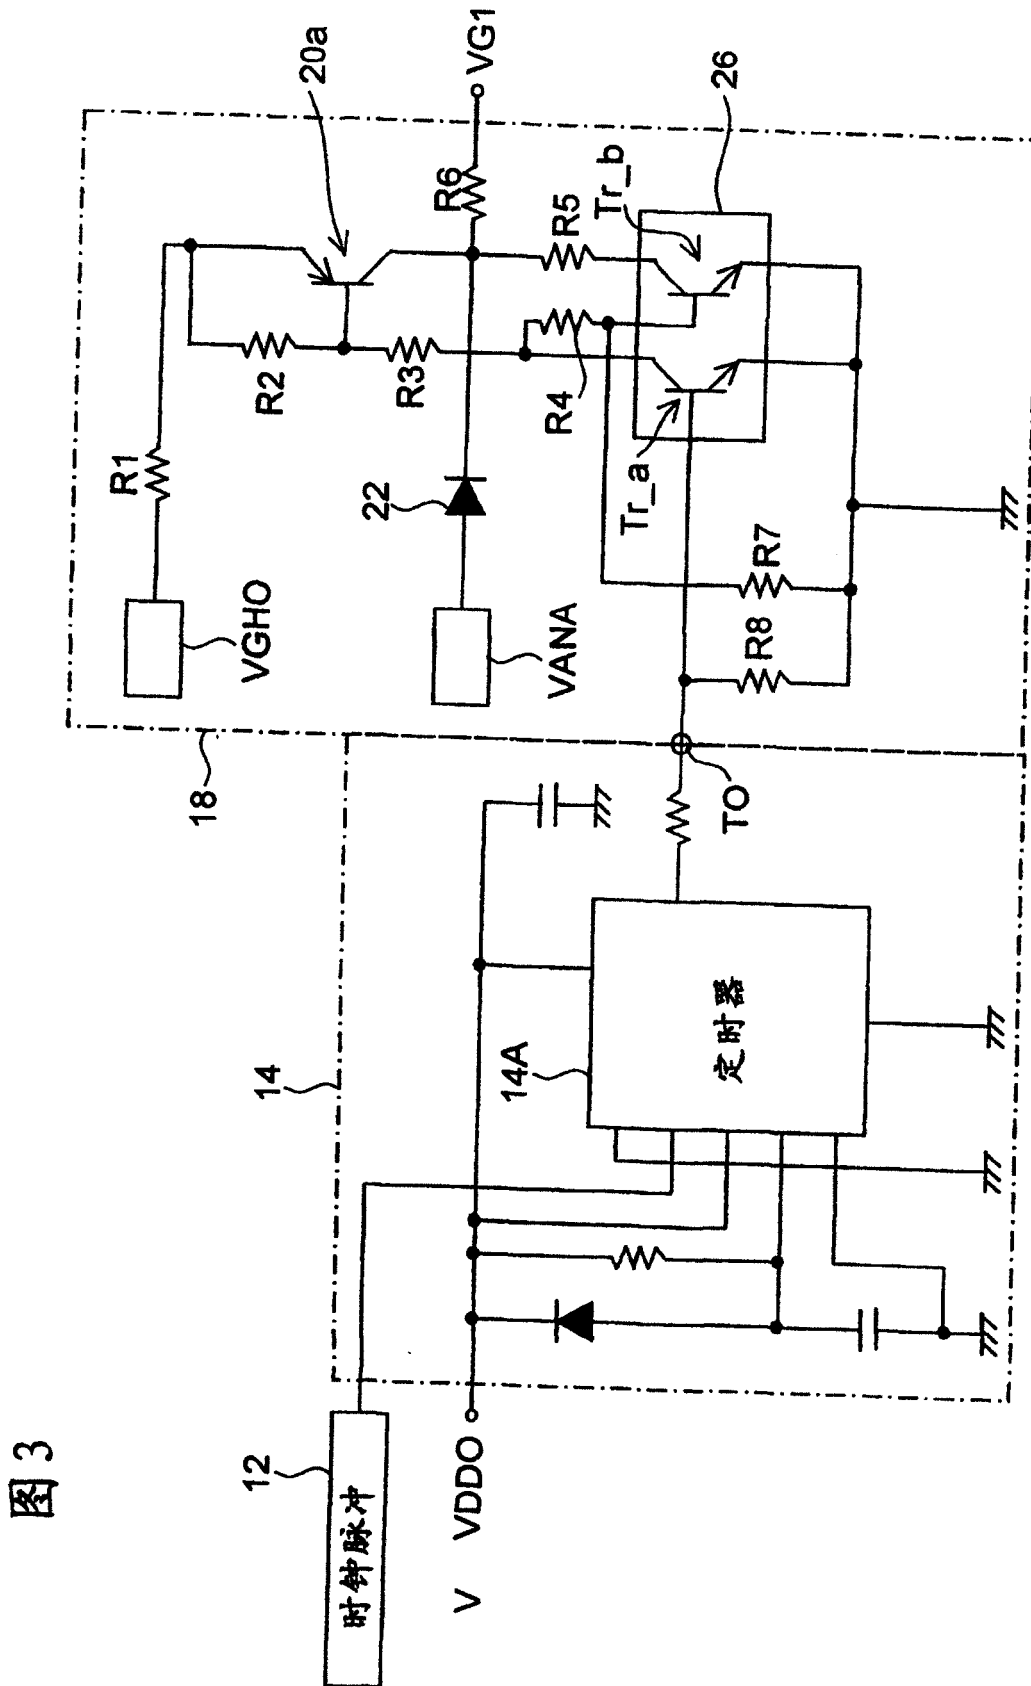 图 3
12
时钟脉冲
V VDDO
14
14A
定时器
TO
18
VGHO
R1
R2
R3
20a
VANA
22
R6
VG1
R4
R5
Tr_a
Tr_b
26
R7
R8